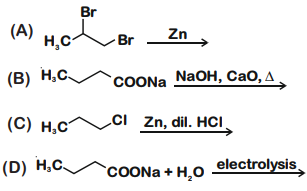 Br
(A) H₃C Br Zn
(B) H₃C COONa NaOH, CaO, Δ
(C) H₃C Cl Zn, dil. HCl
(D) H₃C COONa + H₂O electrolysis